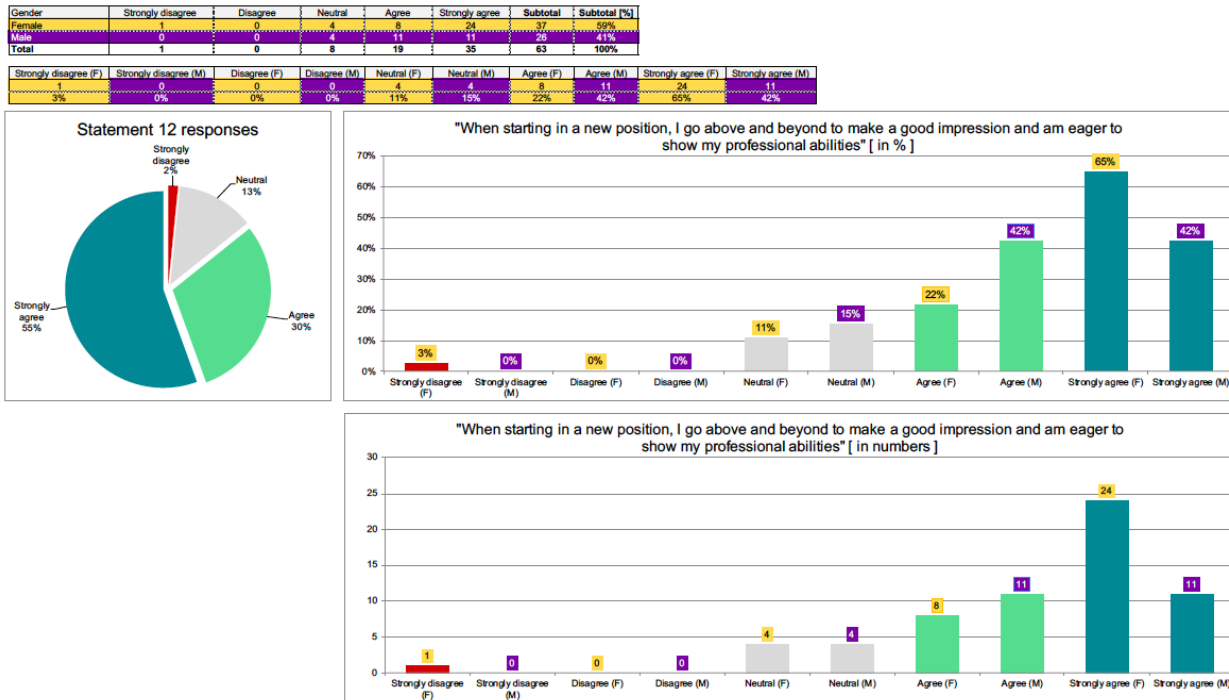 Gender Strongly disagree Disagree Neutral Agree Strongly agree Subtotal Subtotal [%]
Female 1 0 4 8 24 37 59%
Male 0 0 4 11 11 26 41%
Total 1 0 8 19 35 63 100%
Strongly disagree (F) Strongly disagree (M) Disagree (F) Disagree (M) Neutral (F) Neutral (M) Agree (F) Agree (M) Strongly agree (F) Strongly agree (M)
1 0 0 0 4 4 8 11 24 11
3% 0% 0% 0% 11% 15% 22% 42% 65% 42%
Statement 12 responses
Strongly
disagree
2%
Neutral
13%
Strongly
agree
55%
Agree
30%
"When starting in a new position, I go above and beyond to make a good impression and am eager to
show my professional abilities" [ in % ]
70%
60%
50%
40%
30%
20%
10%
0%
3% 0% 0% 0% 11% 15% 22% 42% 65% 42%
Strongly disagree Strongly disagree Disagree (F) Disagree (M) Neutral (F) Neutral (M) Agree (F) Agree (M) Strongly agree (F) Strongly agree (M)
(F) (M)
"When starting in a new position, I go above and beyond to make a good impression and am eager to
show my professional abilities" [ in numbers ]
30
25
20
15
10
5
0
1 0 0 0 4 4 8 11 24 11
Strongly disagree Strongly disagree Disagree (F) Disagree (M) Neutral (F) Neutral (M) Agree (F) Agree (M) Strongly agree (F) Strongly agree (M)
(F) (M)